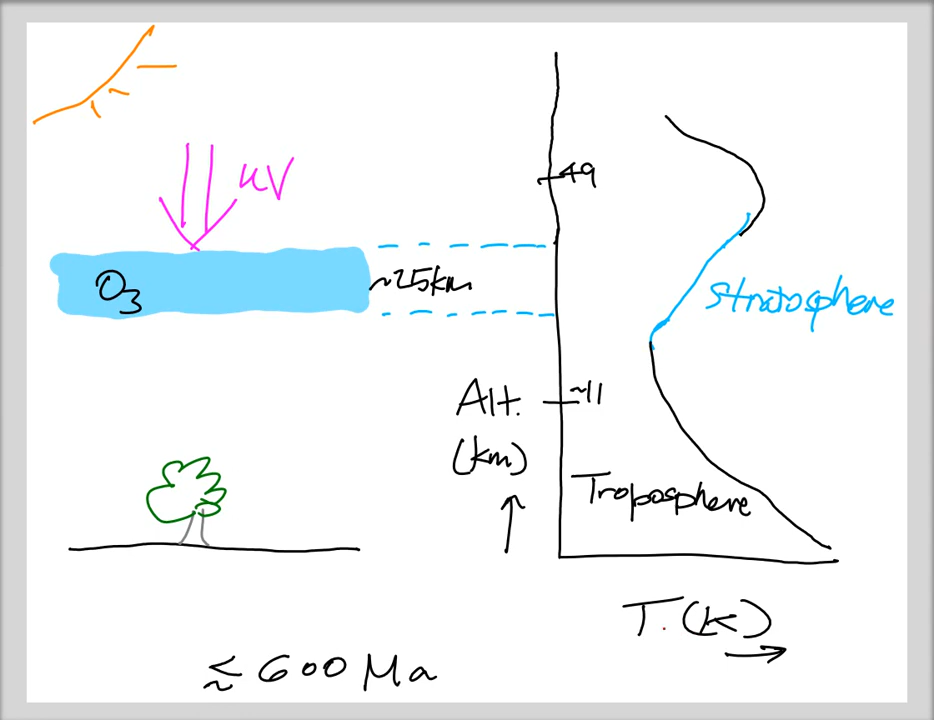 UV
49
O3
~25km
Stratosphere
Alt.
(km)
~11
Troposphere
T.(K)
≲ 600 Ma